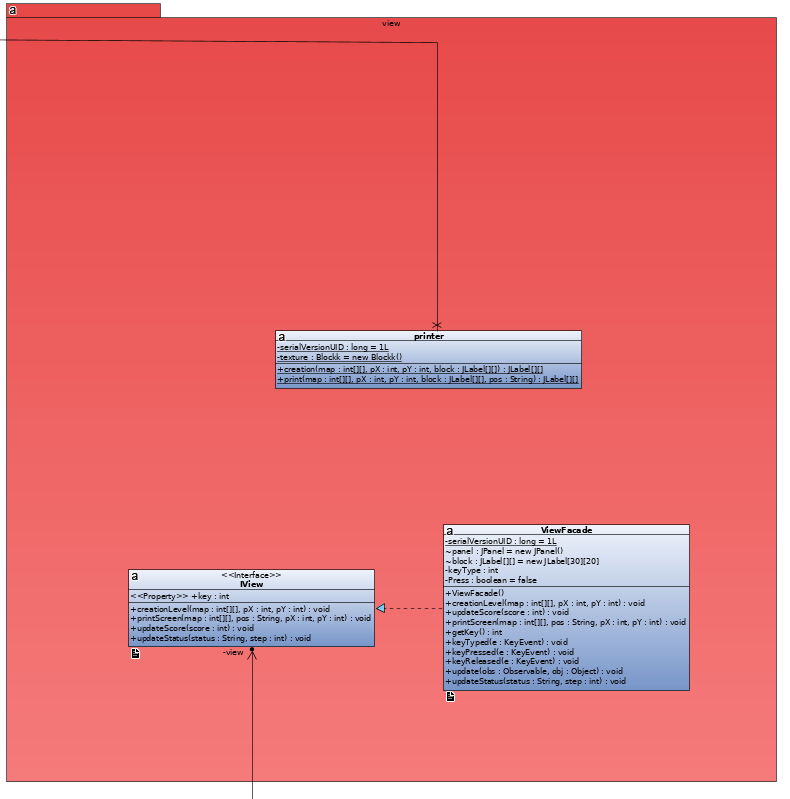 a
view
a
printer
-serialVersionUID : long = 1L
-texture : Blockk = new Blockk()
+creation(map : int[][], pX : int, pY : int, block : JLabel[][]) : JLabel[][]
+print(map : int[][], pX : int, pY : int, block : JLabel[][], pos : String) : JLabel[][]
a
ViewFacade
-serialVersionUID : long = 1L
~panel : JPanel = new JPanel()
~block : JLabel[][] = new JLabel[30][20]
-keyType : int
-Press : boolean = false
+ViewFacade()
+creationLevel(map : int[][], pX : int, pY : int) : void
+updateScore(score : int) : void
+printScreen(map : int[][], pos : String, pX : int, pY : int) : void
+getKey() : int
+keyTyped(e : KeyEvent) : void
+keyPressed(e : KeyEvent) : void
+keyReleased(e : KeyEvent) : void
+update(obs : Observable, obj : Object) : void
+updateStatus(status : String, step : int) : void
a
<<Interface>>
IView
<<Property>> +key : int
+creationLevel(map : int[][], pX : int, pY : int) : void
+printScreen(map : int[][], pos : String, pX : int, pY : int) : void
+updateScore(score : int) : void
+updateStatus(status : String, step : int) : void
-view